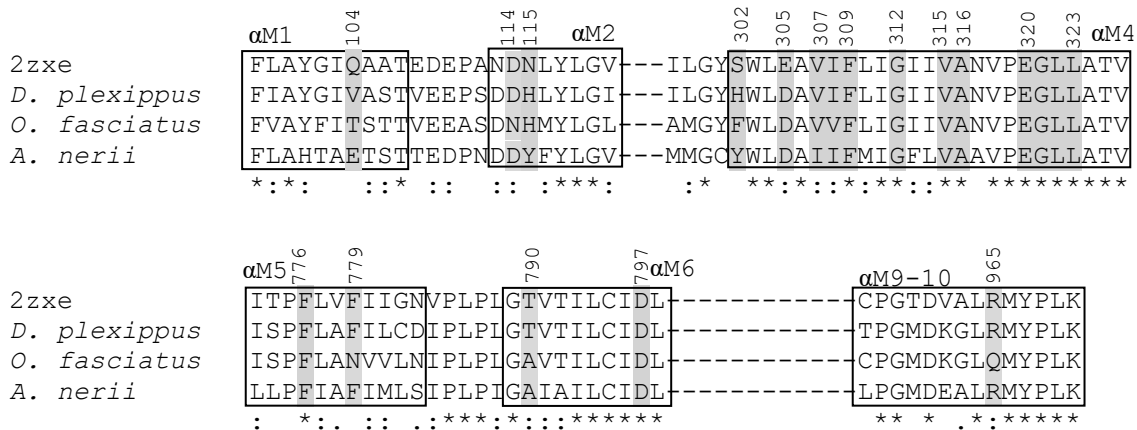 αM1 104 114 115 αM2 302 305 307 309 312 315 316 320 323 αM4
2zxe FLAYGIQAATEDEPANDNLYLGV---ILGYSWLEAVIFLIGIIVANVPEGLLATV
D. plexippus FIAYGIVASTVEEPSDDHLYLGI---ILGYHWLDAVIFLIGIIVANVPEGLLATV
O. fasciatus FVAYFITSTTVEEASDNHMYLGL---AMGYFWLDAVVFLIGIIVANVPEGLLATV
A. nerii FLAHTAETSTTEDPNDDYFYLGV---MMGCYWLDAIIFMIGFLVAAVPEGLLATV
*:*: ::* :: ::: :***: :* **:*::*:**::** *********
αM5 776 779 790 797 αM6 αM9-10 965
2zxe ITPFLVFIIGNVPLPLGTVTILCIDL-----------CPGTDVALRMYPLK
D. plexippus ISPFLAFILCDIPLPLGTVTILCIDL-----------TPGMDKGLRMYPLK
O. fasciatus ISPFLANVVLNIPLPLGAVTILCIDL-----------CPGMDKGLQMYPLK
A. nerii LLPFIAFIMLSIPLPIGAIAILCIDL-----------LPGMDEALRMYPLK
: *:. :: .:***:*:::******* ** * .*:*****